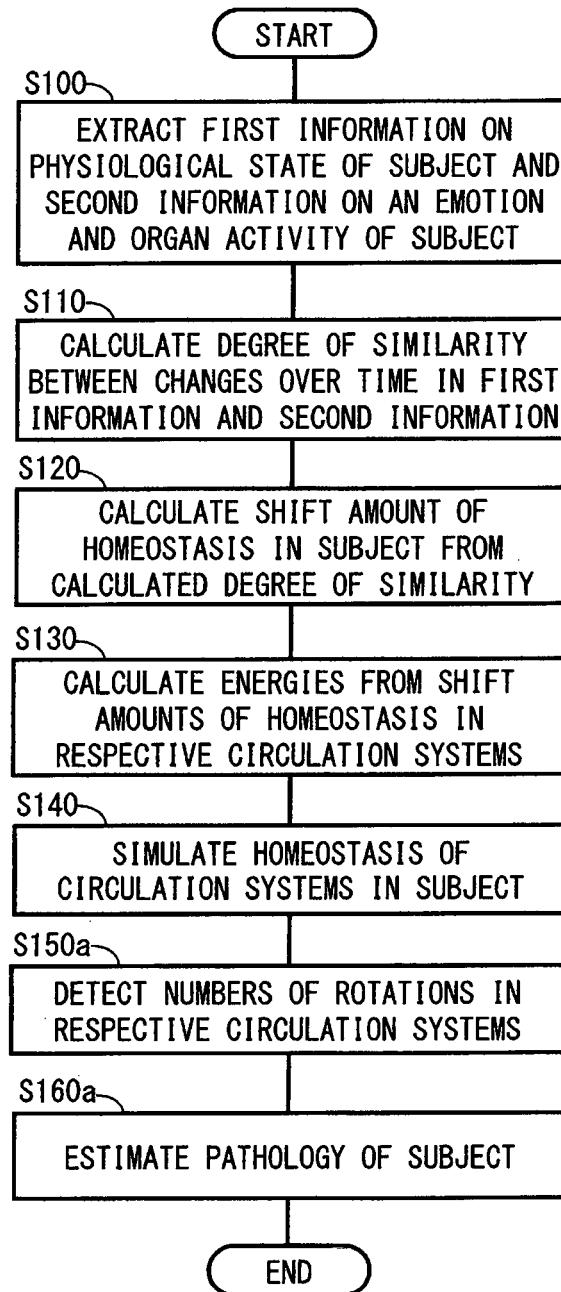 START
S100
EXTRACT FIRST INFORMATION ON
PHYSIOLOGICAL STATE OF SUBJECT AND
SECOND INFORMATION ON AN EMOTION
AND ORGAN ACTIVITY OF SUBJECT
S110
CALCULATE DEGREE OF SIMILARITY
BETWEEN CHANGES OVER TIME IN FIRST
INFORMATION AND SECOND INFORMATION
S120
CALCULATE SHIFT AMOUNT OF
HOMEOSTASIS IN SUBJECT FROM
CALCULATED DEGREE OF SIMILARITY
S130
CALCULATE ENERGIES FROM SHIFT
AMOUNTS OF HOMEOSTASIS IN
RESPECTIVE CIRCULATION SYSTEMS
S140
SIMULATE HOMEOSTASIS OF
CIRCULATION SYSTEMS IN SUBJECT
S150a
DETECT NUMBERS OF ROTATIONS IN
RESPECTIVE CIRCULATION SYSTEMS
S160a
ESTIMATE PATHOLOGY OF SUBJECT
END